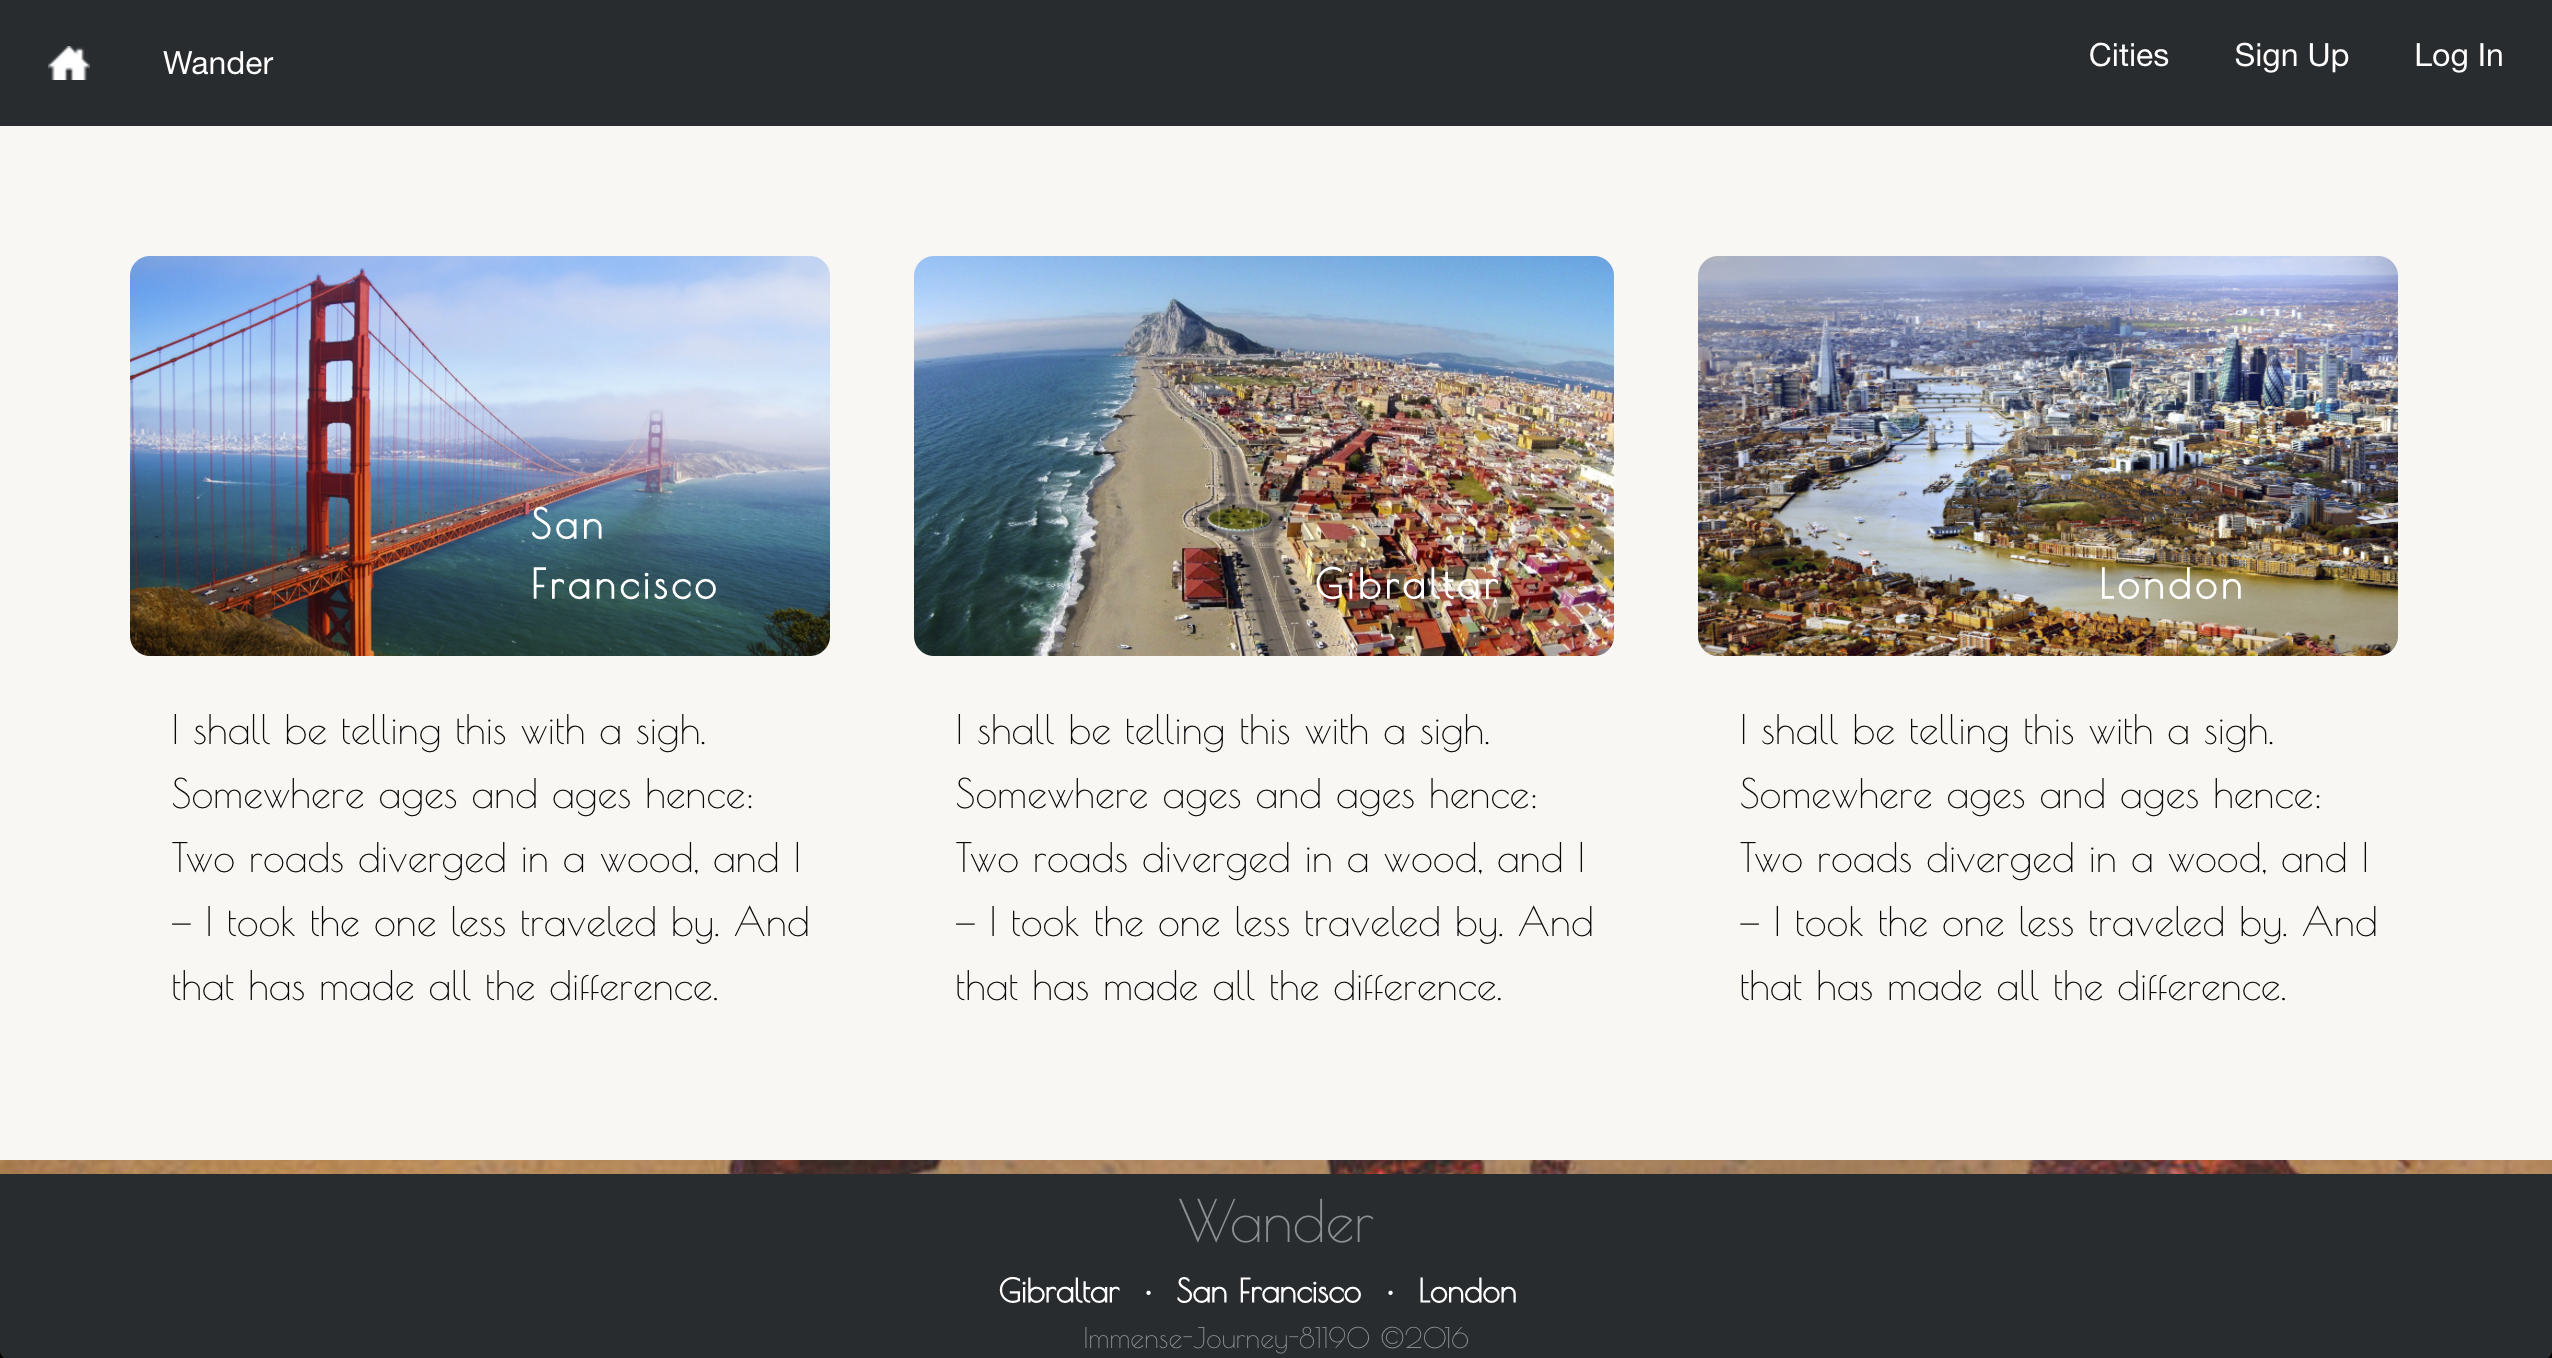 Wander
Cities
Sign Up
Log In
San
Francisco
Gibraltar
London
I shall be telling this with a sigh.
Somewhere ages and ages hence:
Two roads diverged in a wood, and I
– I took the one less traveled by. And
that has made all the difference.
I shall be telling this with a sigh.
Somewhere ages and ages hence:
Two roads diverged in a wood, and I
– I took the one less traveled by. And
that has made all the difference.
I shall be telling this with a sigh.
Somewhere ages and ages hence:
Two roads diverged in a wood, and I
– I took the one less traveled by. And
that has made all the difference.
Wander
Gibraltar · San Francisco · London
Immense-Journey-81190 ©2016